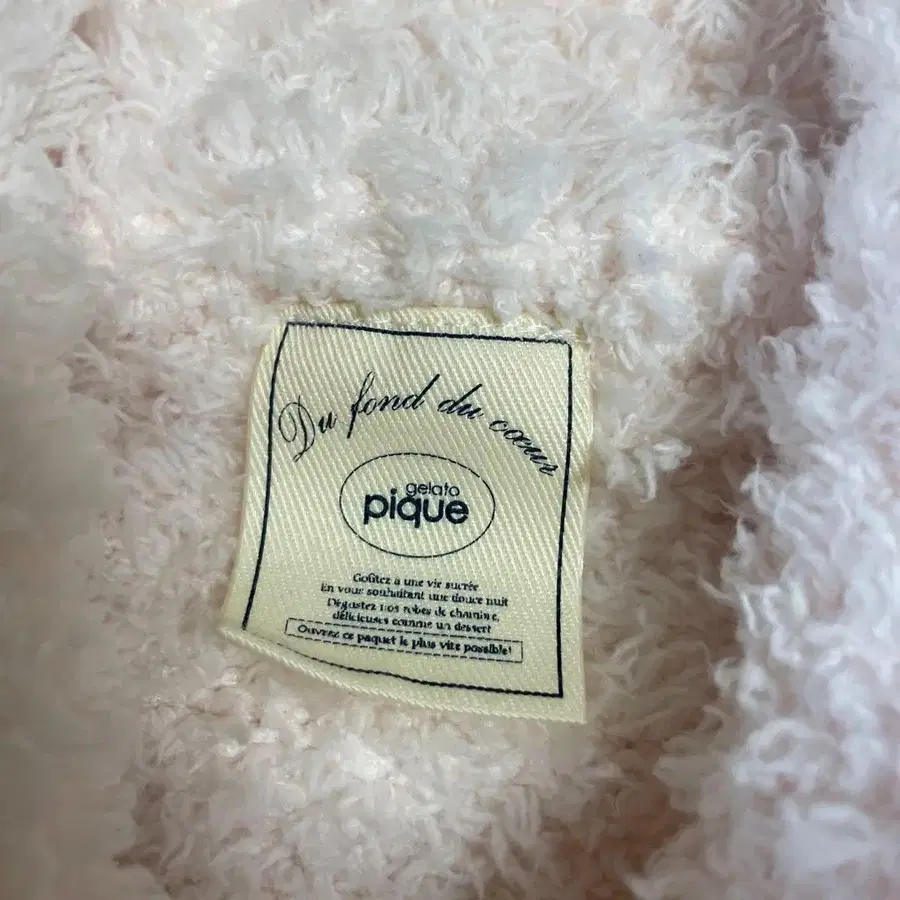 Du fond du cœur
gelato
pique
Goûtez a une vie sucrée
En vous souhaitant une douce nuit
Dégustez nos robes de chambre,
délicieuses comme un dessert
Ouvrez ce paquet le plus vite possible!